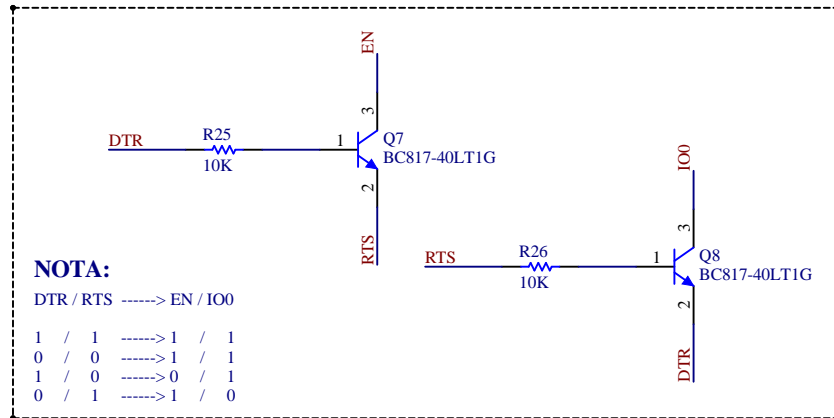 EN
3
DTR
R25
10K
1
Q7
BC817-40LT1G
2
RTS
IO0
3
RTS
R26
10K
1
Q8
BC817-40LT1G
2
DTR
NOTA:
DTR / RTS ------> EN / IO0
1 / 1 -----> 1 / 1
0 / 0 -----> 1 / 1
1 / 0 -----> 0 / 1
0 / 1 -----> 1 / 0